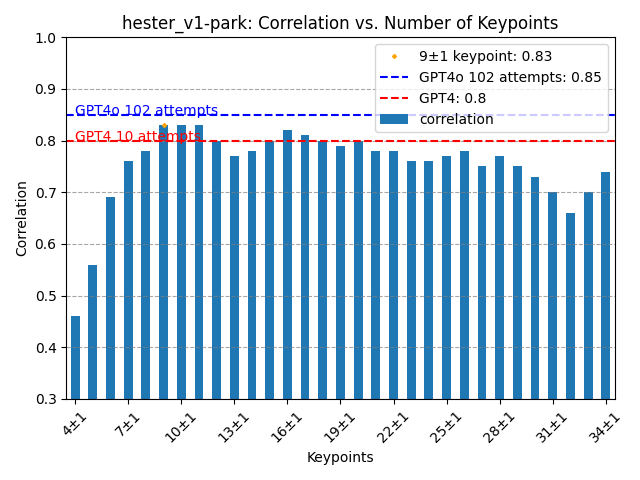 hester_v1-park: Correlation vs. Number of Keypoints
1.0
0.9
0.8
0.7
0.6
0.5
0.4
0.3
Correlation
9±1 keypoint: 0.83
GPT4o 102 attempts: 0.85
GPT4: 0.8
correlation
GPT4o 102 attempts
GPT4 10 attempts
4±1
7±1
10±1
13±1
16±1
19±1
22±1
25±1
28±1
31±1
34±1
Keypoints